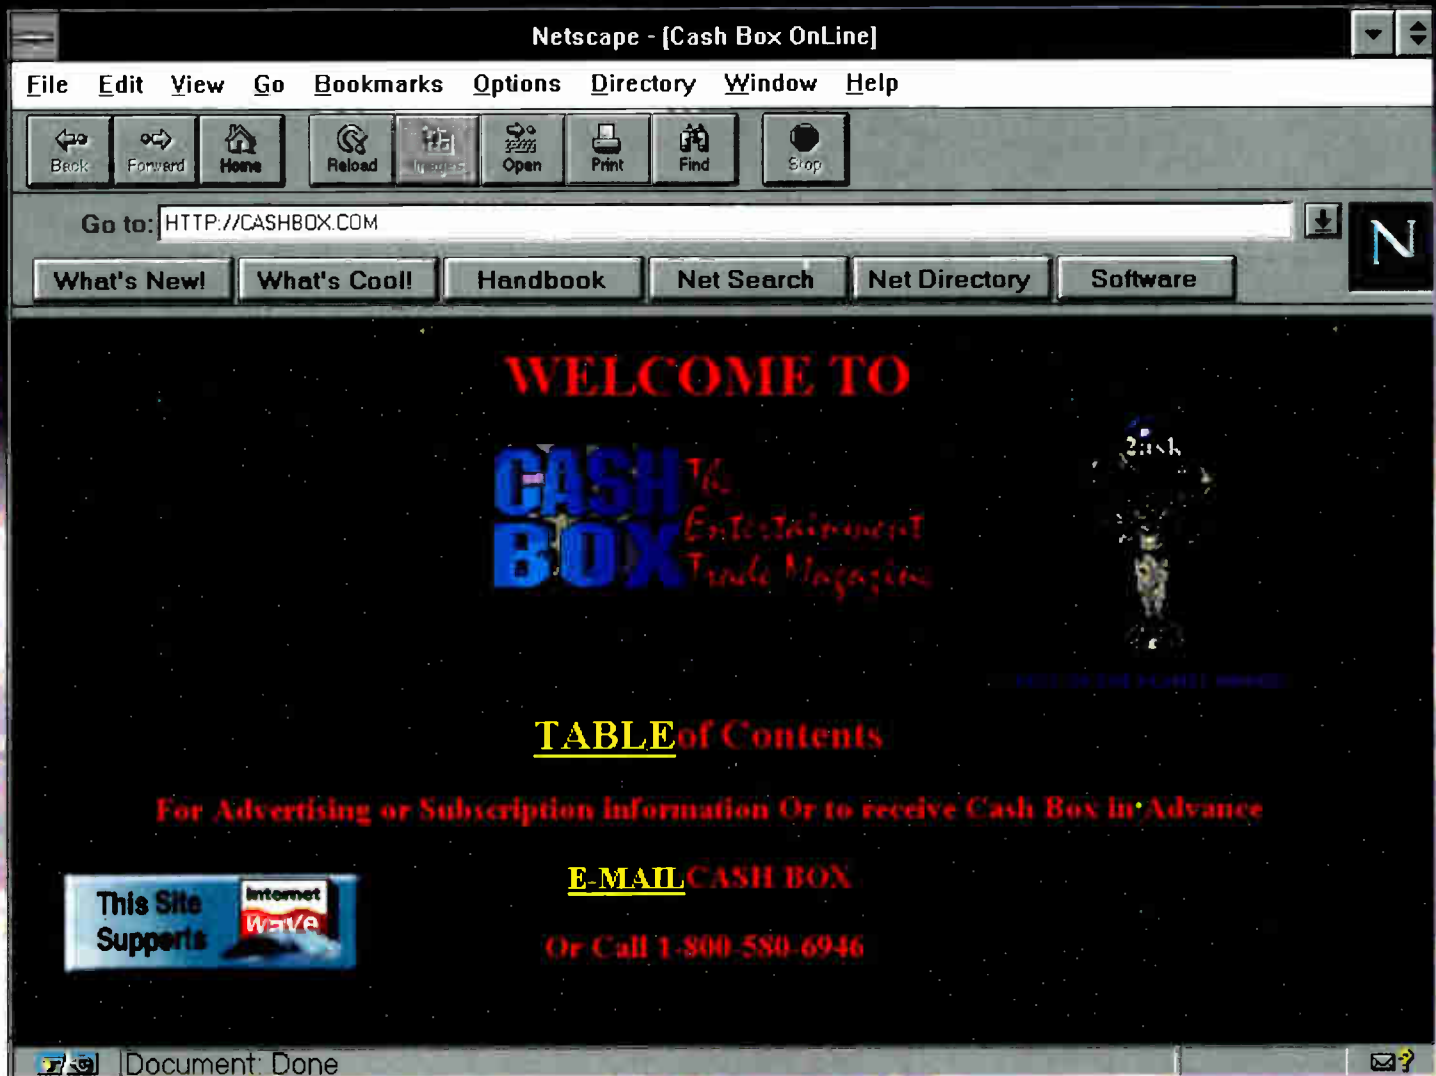 Netscape - [Cash Box OnLine]
File Edit View Go Bookmarks Options Directory Window Help
Back Forward Home Reload Images Open Print Find Stop
Go to: HTTP://CASHBOX.COM
N
What's New! What's Cool! Handbook Net Search Net Directory Software
WELCOME TO
CASH BOX
The
Entertainment
Trade Magazine
TABLE of Contents
For Advertising or Subscription information Or to receive Cash Box in Advance
E-MAIL CASH BOX
Or Call 1-800-580-6946
This Site
Supports
Internet
wave
Document: Done